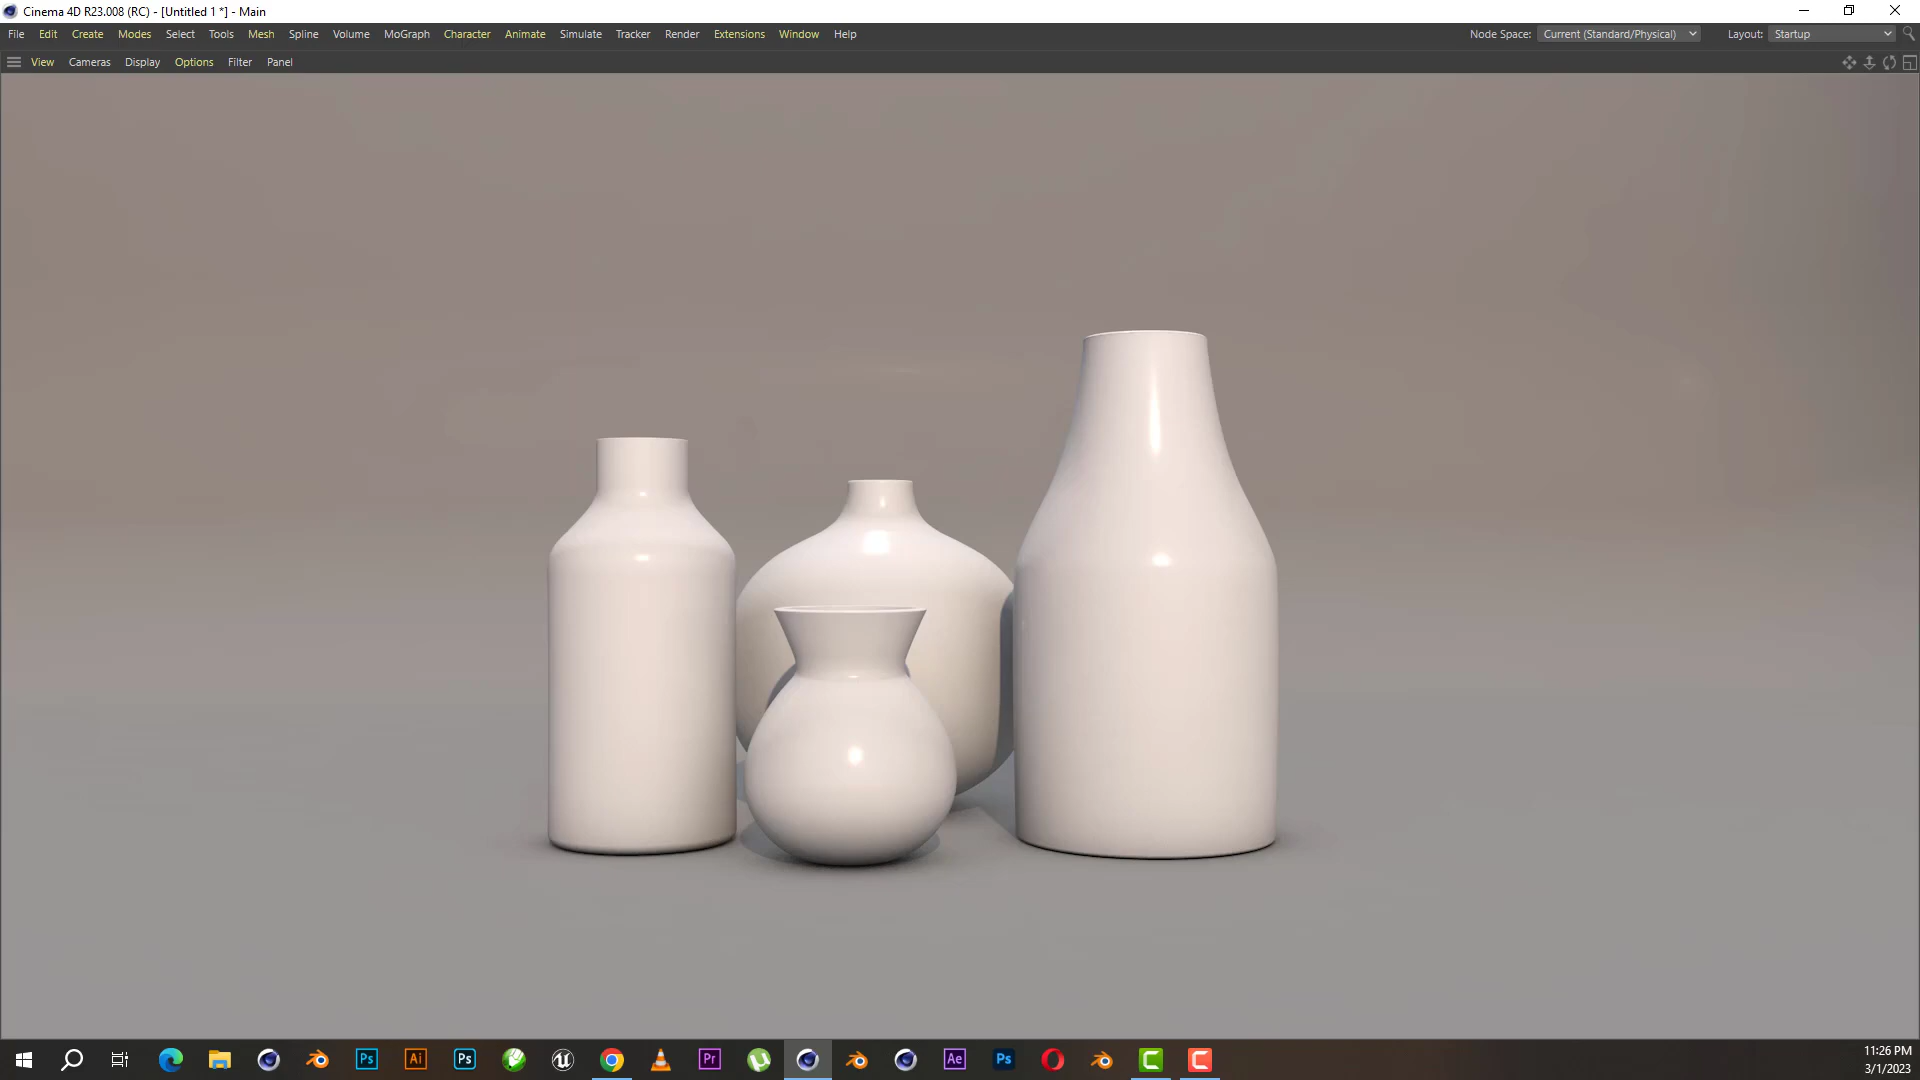 Cinema 4D R23.008 (RC) - [Untitled 1 *] - Main
File Edit Create Modes Select Tools Mesh Spline Volume MoGraph Character Animate Simulate Tracker Render Extensions Window Help Node Space: Current (Standard/Physical) Layout: Startup
View Cameras Display Options Filter Panel
Ps Ai Ps Pr Ae Ps
11:26 PM
3/1/2023